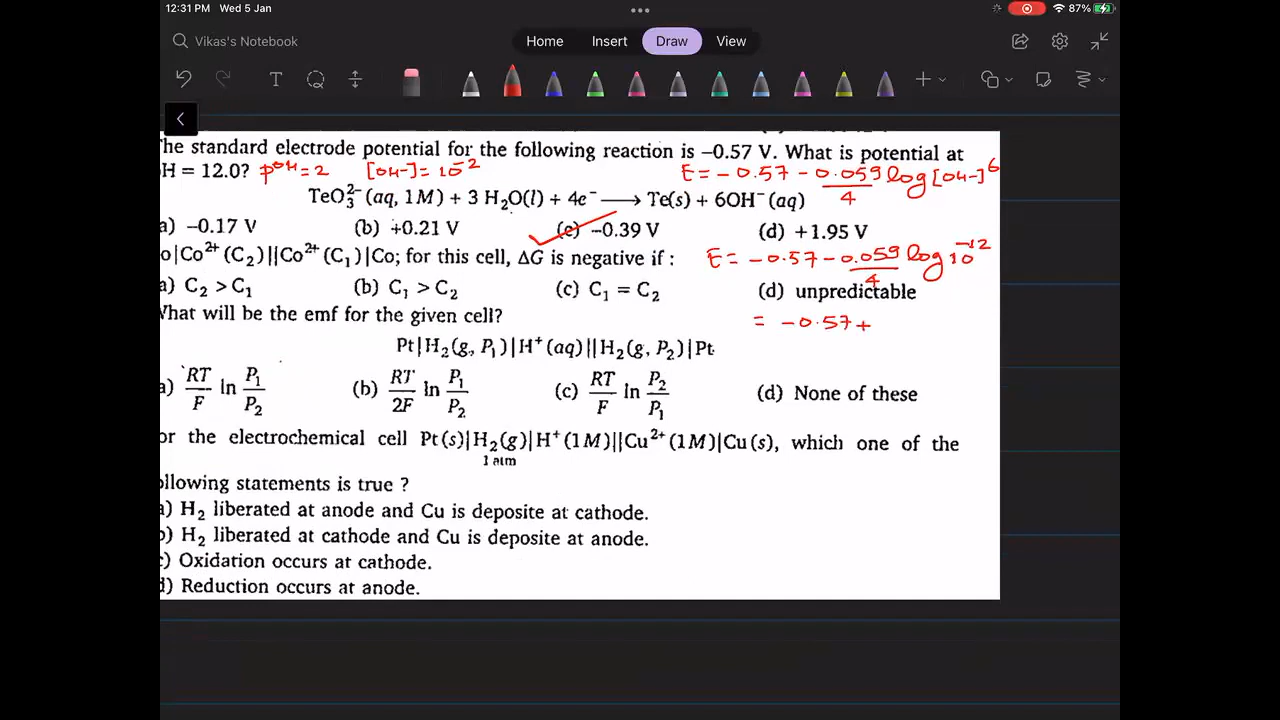 12:31 PM Wed 5 Jan
87%
Vikas's Notebook
Home Insert Draw View
The standard electrode potential for the following reaction is –0.57 V. What is potential at
H = 12.0? pOH = 2 [OH-] = 10⁻² E = -0.57 - 0.059/4 log [OH-]⁶
TeO₃²⁻(aq, 1M) + 3 H₂O(l) + 4e⁻ ⟶ Te(s) + 6OH⁻(aq)
a) –0.17 V (b) +0.21 V (c) –0.39 V (d) +1.95 V
o|Co²⁺(C₂)||Co²⁺(C₁)|Co; for this cell, ΔG is negative if :
E = -0.57 - 0.059/4 log 10⁻¹²
a) C₂ > C₁ (b) C₁ > C₂ (c) C₁ = C₂ (d) unpredictable
What will be the emf for the given cell?
= -0.57 +
Pt|H₂(g, P₁)|H⁺(aq)||H₂(g, P₂)|Pt
a) RT/F ln P₁/P₂ (b) RT/2F ln P₁/P₂ (c) RT/F ln P₂/P₁ (d) None of these
or the electrochemical cell Pt(s)|H₂(g)|H⁺(1M)||Cu²⁺(1M)|Cu(s), which one of the
1 atm
ollowing statements is true ?
a) H₂ liberated at anode and Cu is deposite at cathode.
b) H₂ liberated at cathode and Cu is deposite at anode.
c) Oxidation occurs at cathode.
d) Reduction occurs at anode.